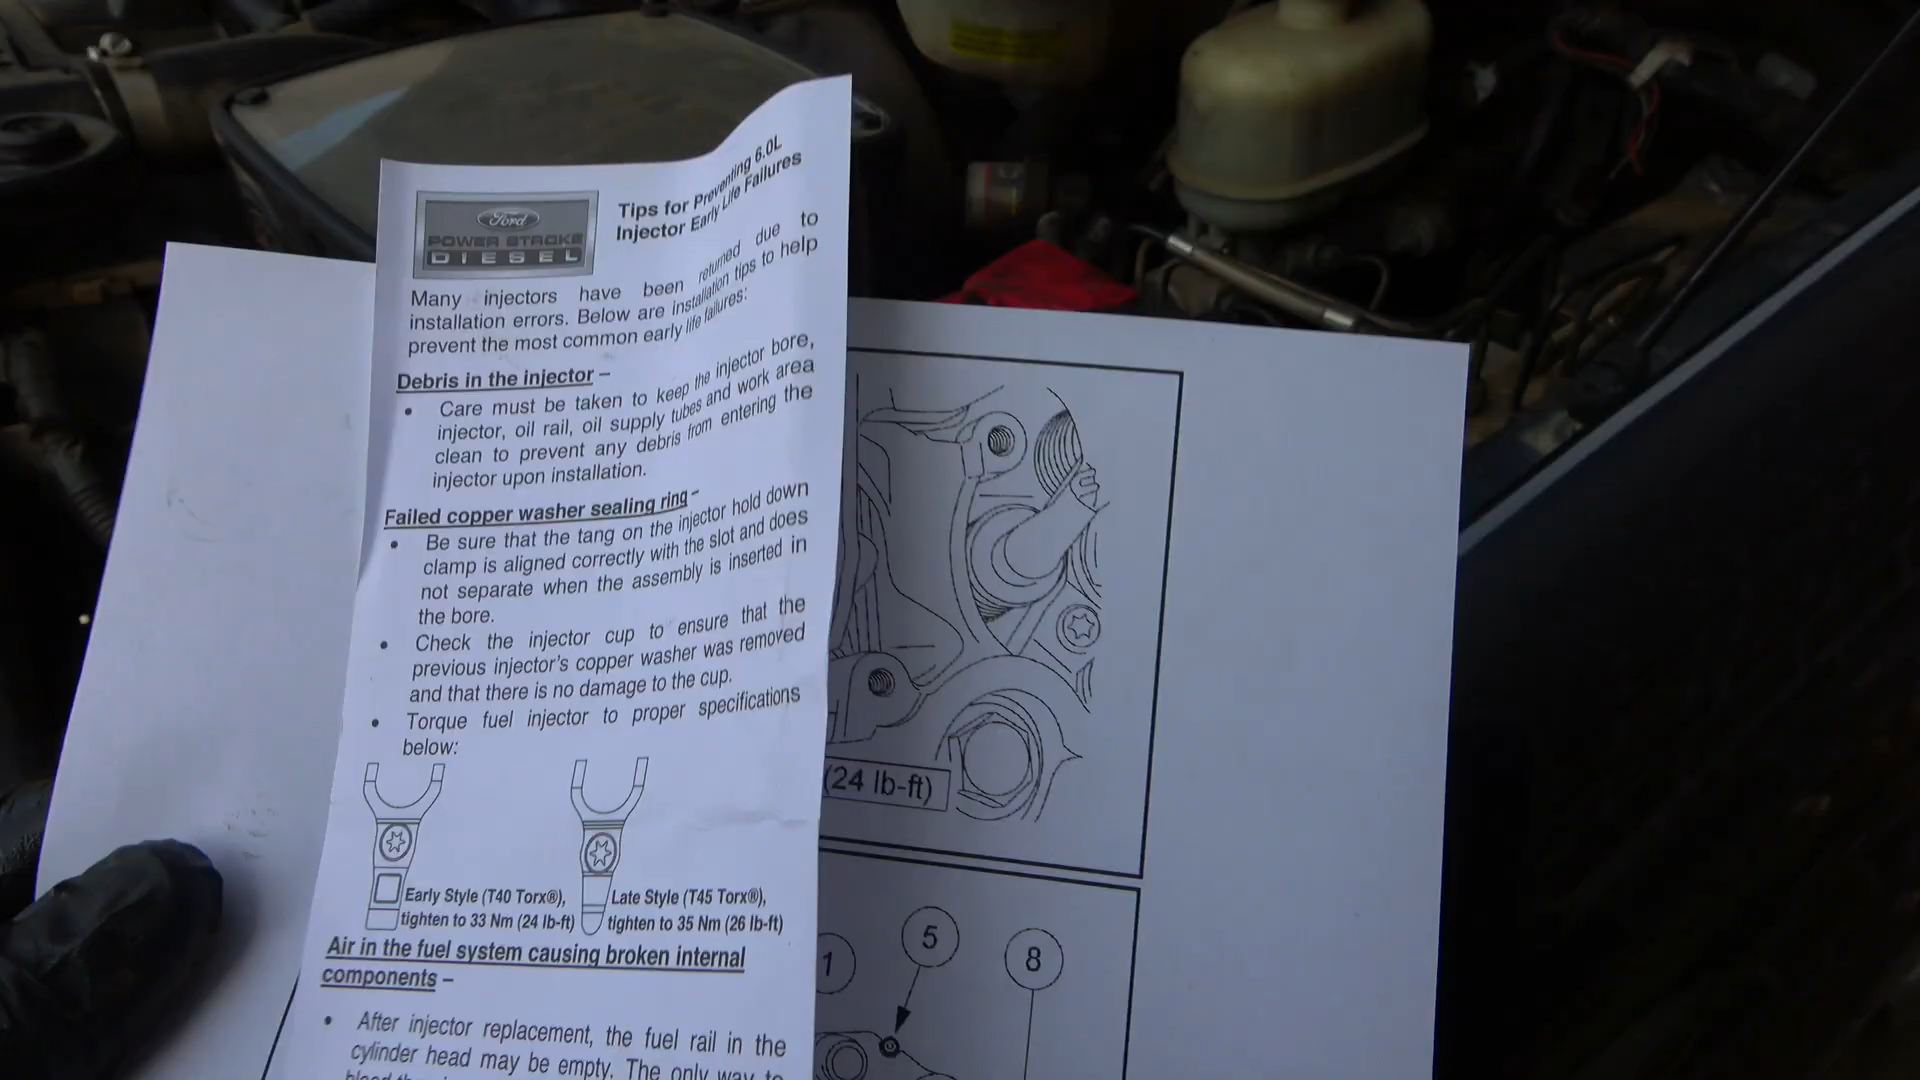 Ford
POWER STROKE
DIESEL
Tips for Preventing 6.0L
Injector Early Life Failures
Many injectors have been returned due to
installation errors. Below are installation tips to help
prevent the most common early life failures:
Debris in the injector –
• Care must be taken to keep the injector bore,
injector, oil rail, oil supply tubes and work area
clean to prevent any debris from entering the
injector upon installation.
Failed copper washer sealing ring –
• Be sure that the tang on the injector hold down
clamp is aligned correctly with the slot and does
not separate when the assembly is inserted in
the bore.
• Check the injector cup to ensure that the
previous injector's copper washer was removed
and that there is no damage to the cup.
• Torque fuel injector to proper specifications
below:
Early Style (T40 Torx®),
tighten to 33 Nm (24 lb-ft)
Late Style (T45 Torx®),
tighten to 35 Nm (26 lb-ft)
Air in the fuel system causing broken internal
components –
• After injector replacement, the fuel rail in the
cylinder head may be empty. The only way to
(24 lb-ft)
1
5
8